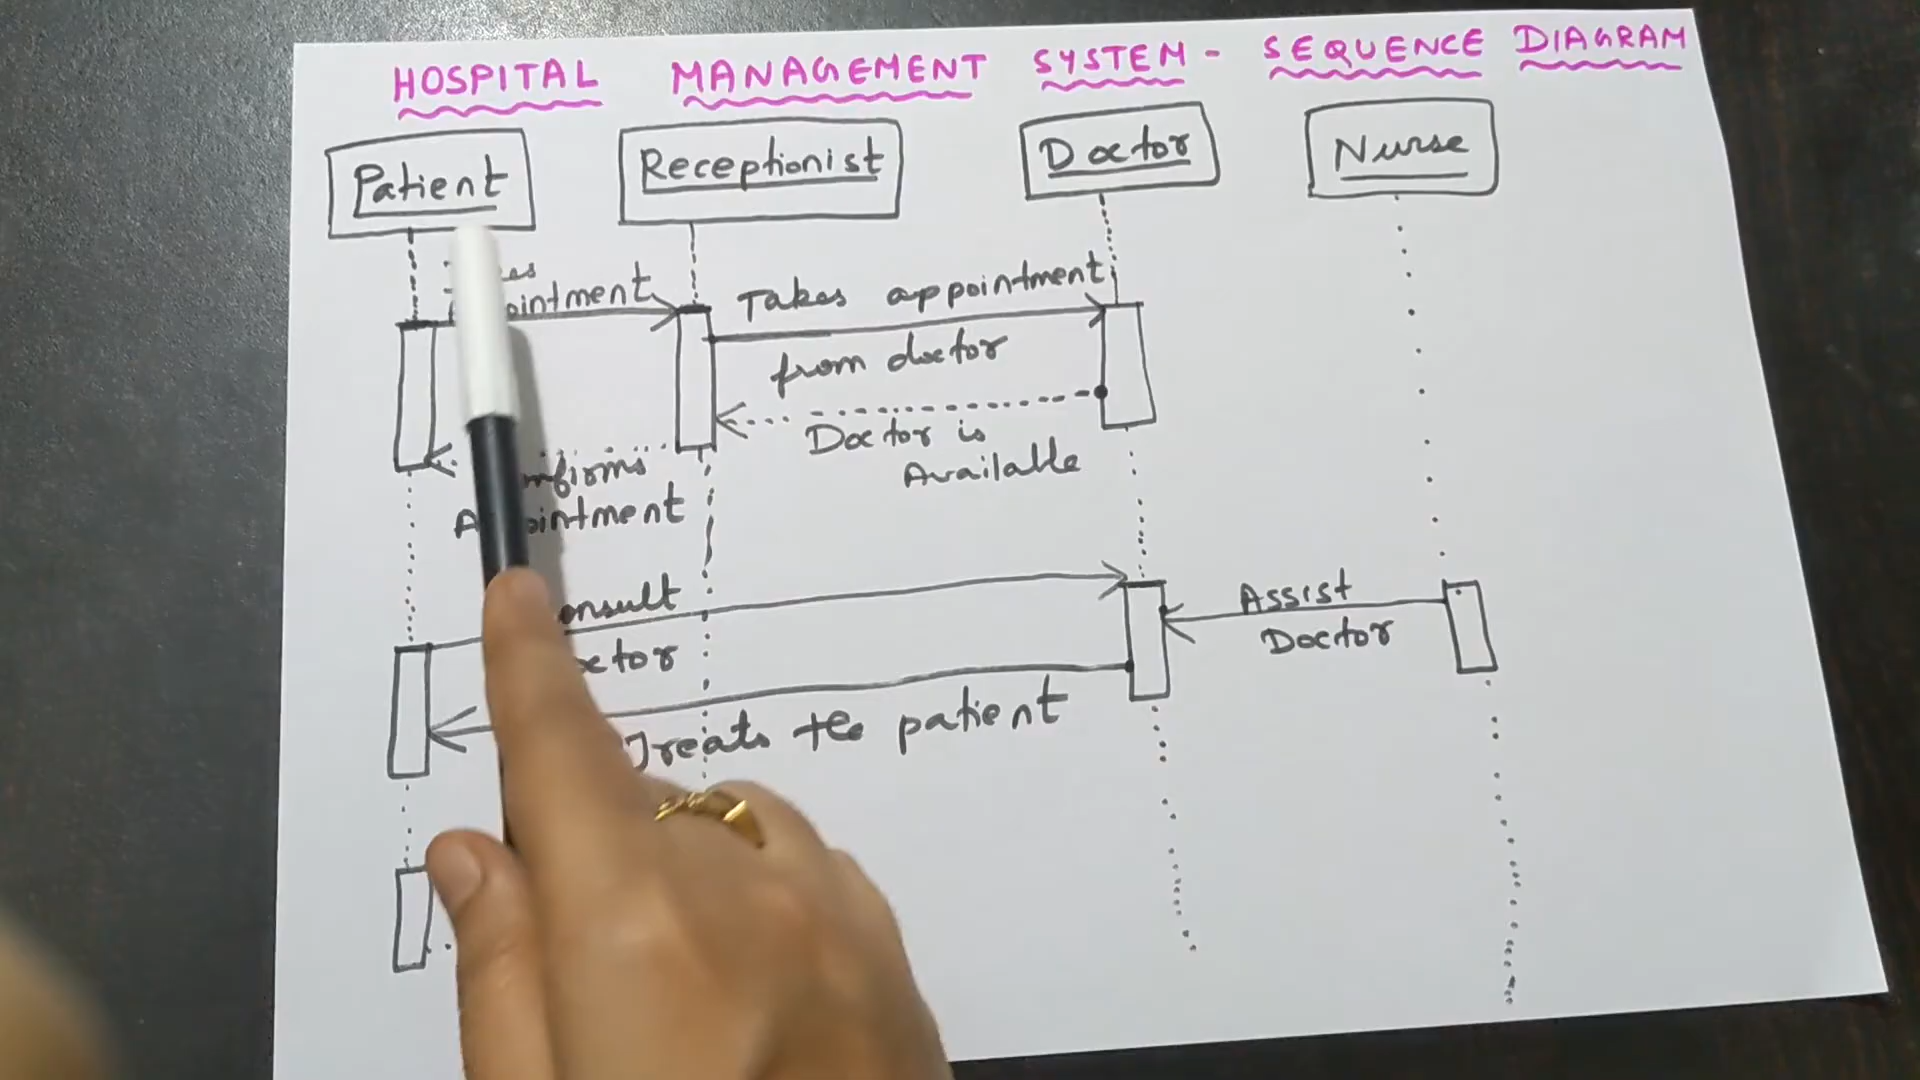 HOSPITAL MANAGEMENT SYSTEM - SEQUENCE DIAGRAM
Patient
Receptionist
Doctor
Nurse
Takes appointment
from doctor
Doctor is
Available
Treats the patient
Assist
Doctor